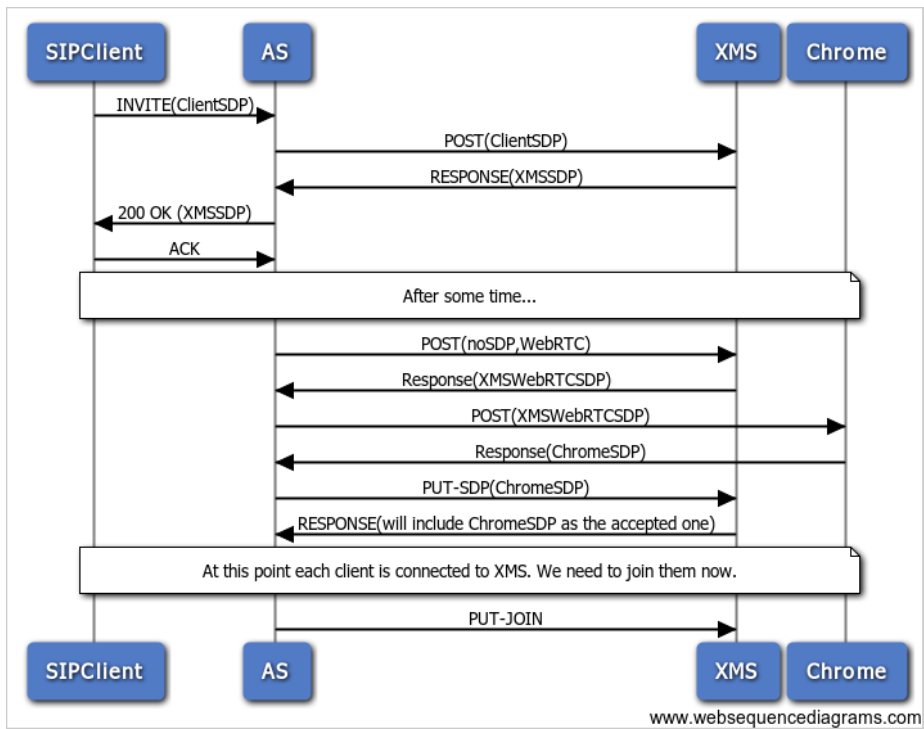 SIPClient
AS
XMS
Chrome
INVITE(ClientSDP)
POST(ClientSDP)
RESPONSE(XMSSDP)
200 OK (XMSSDP)
ACK
After some time...
POST(noSDP,WebRTC)
Response(XMSWebRTCSDP)
POST(XMSWebRTCSDP)
Response(ChromeSDP)
PUT-SDP(ChromeSDP)
RESPONSE(will include ChromeSDP as the accepted one)
At this point each client is connected to XMS. We need to join them now.
PUT-JOIN
SIPClient
AS
XMS
Chrome
www.websequencediagrams.com